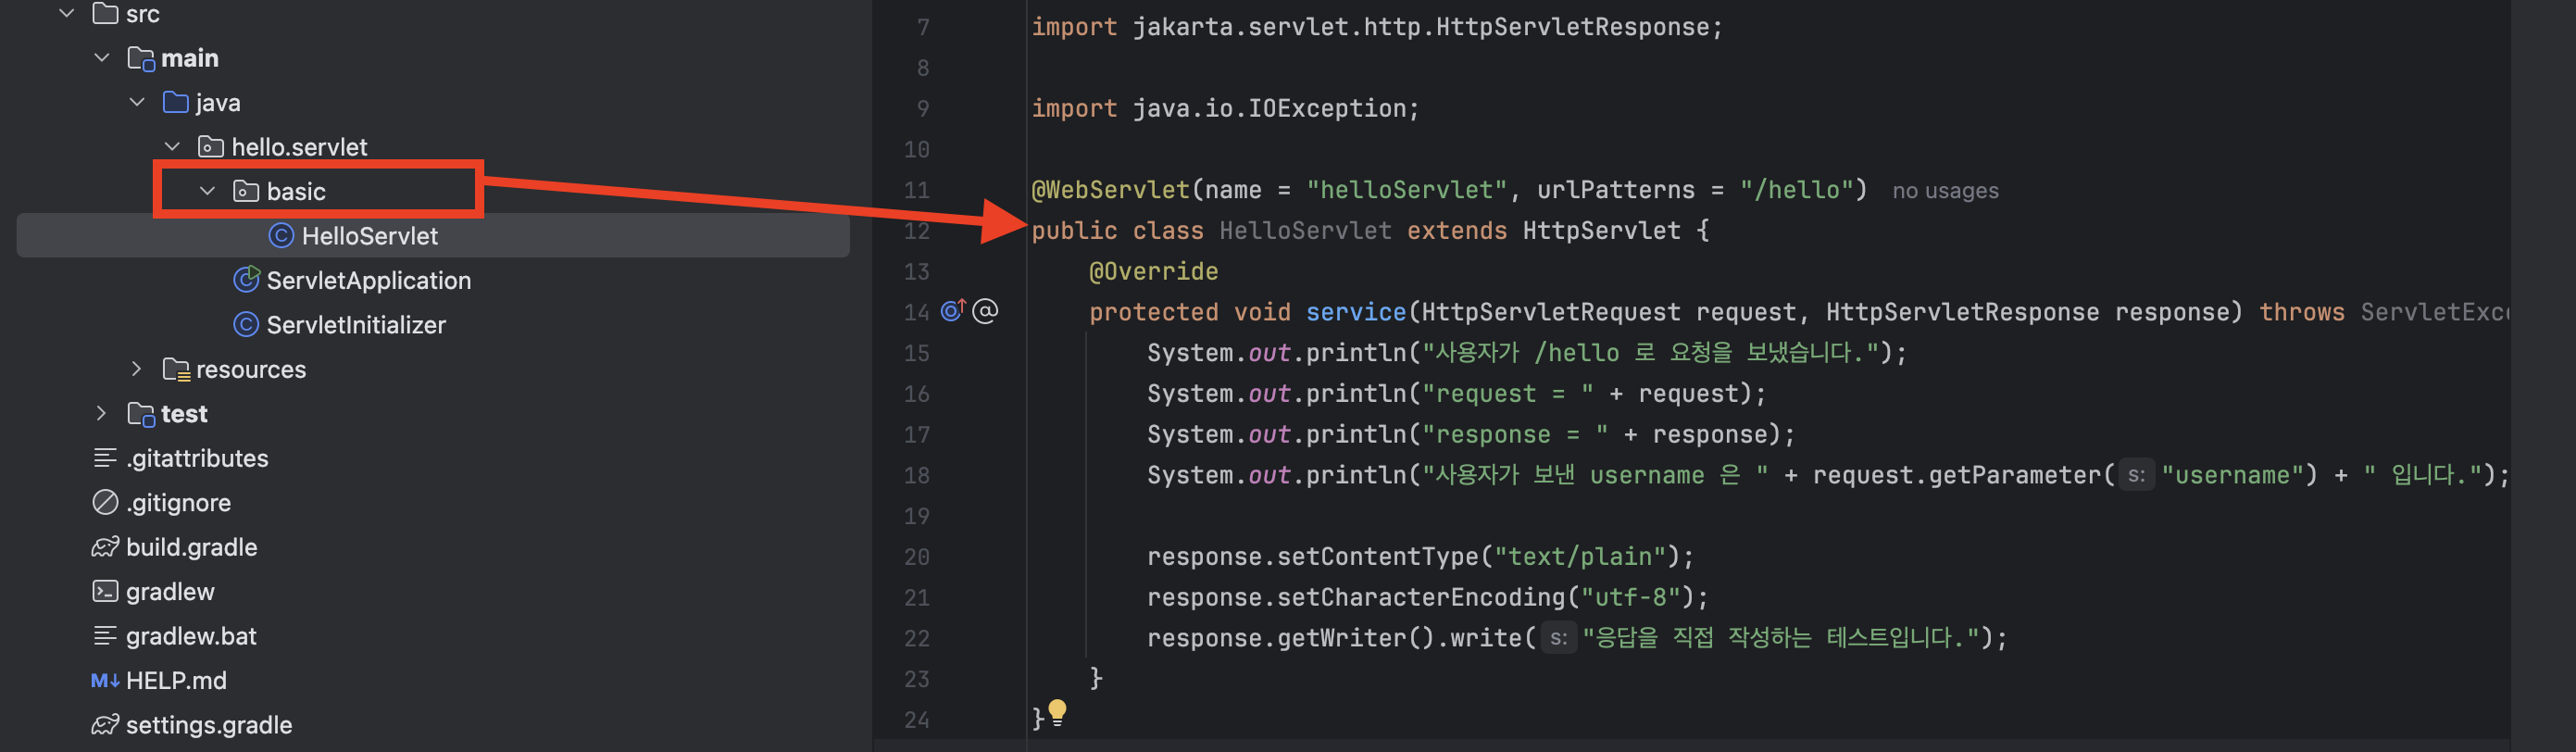 src
main
java
hello.servlet
basic
HelloServlet
ServletApplication
ServletInitializer
resources
test
.gitattributes
.gitignore
build.gradle
gradlew
gradlew.bat
M↓ HELP.md
settings.gradle
7 import jakarta.servlet.http.HttpServletResponse;
8
9 import java.io.IOException;
10
11 @WebServlet(name = "helloServlet", urlPatterns = "/hello") no usages
12 public class HelloServlet extends HttpServlet {
13 @Override
14 protected void service(HttpServletRequest request, HttpServletResponse response) throws ServletExc
15 System.out.println("사용자가 /hello 로 요청을 보냈습니다.");
16 System.out.println("request = " + request);
17 System.out.println("response = " + response);
18 System.out.println("사용자가 보낸 username 은 " + request.getParameter( s: "username") + " 입니다.");
19
20 response.setContentType("text/plain");
21 response.setCharacterEncoding("utf-8");
22 response.getWriter().write( s: "응답을 직접 작성하는 테스트입니다.");
23 }
24 }